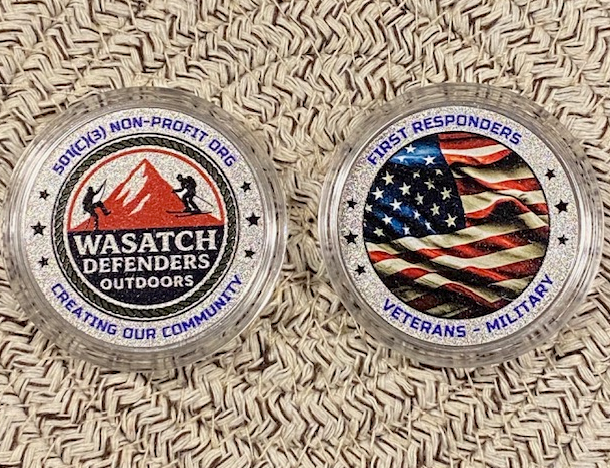 501(C)(3) NON-PROFIT ORG
WASATCH
DEFENDERS
OUTDOORS
CREATING OUR COMMUNITY
FIRST RESPONDERS
VETERANS - MILITARY